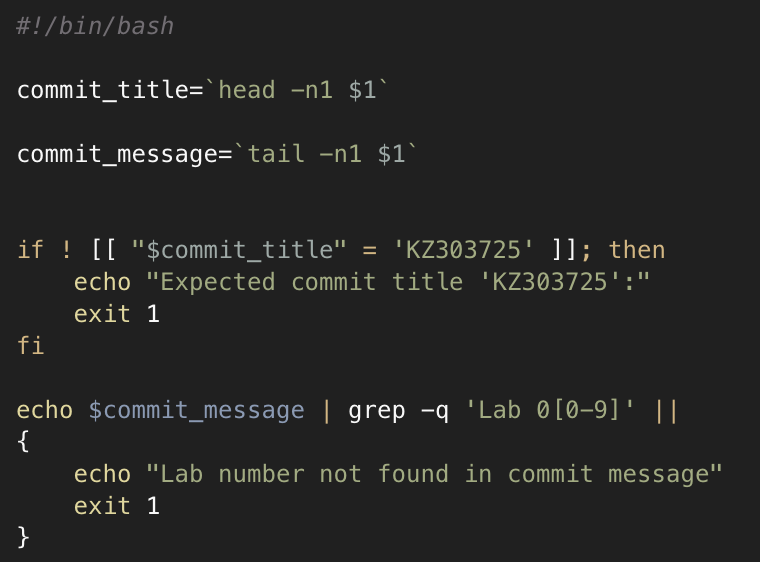 #!/bin/bash
commit_title=`head -n1 $1`
commit_message=`tail -n1 $1`
if ! [[ "$commit_title" = 'KZ303725' ]]; then
    echo "Expected commit title 'KZ303725':"
    exit 1
fi
echo $commit_message | grep -q 'Lab 0[0-9]' ||
{
    echo "Lab number not found in commit message"
    exit 1
}